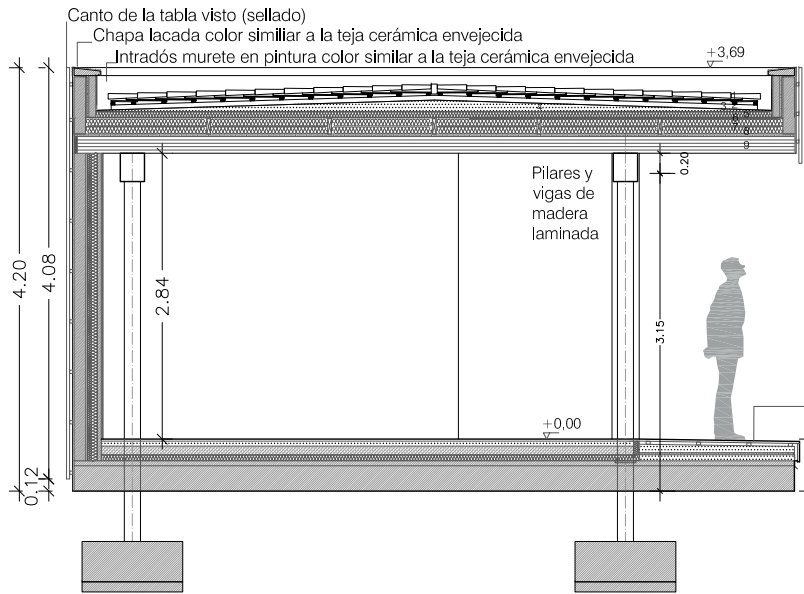 Canto de la tabla visto (sellado)
Chapa lacada color similiar a la teja cerámica envejecida
Intradós murete en pintura color similar a la teja cerámica envejecida
+3,69
9
Pilares y
vigas de
madera
laminada
0.20
4.20
4.08
2.84
3.15
+0,00
0.12